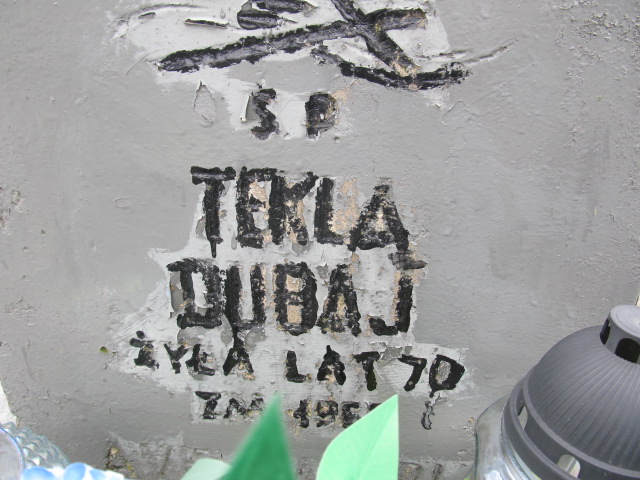 Ś P
TEKLA
DUBAJ
ŻYŁA LAT 70
ZM